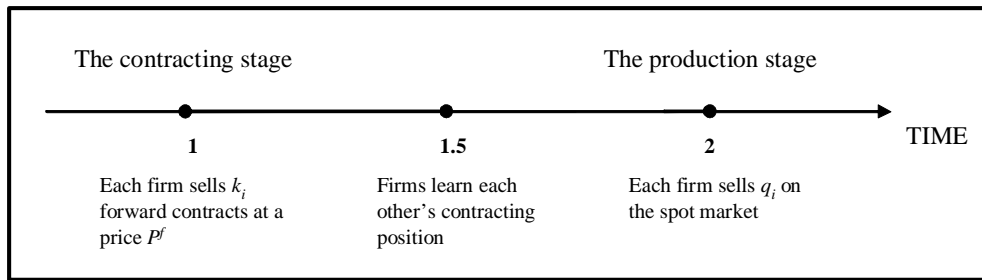 The contracting stage
The production stage
TIME
1
1.5
2
Each firm sells k_i
forward contracts at a
price P^f
Firms learn each
other’s contracting
position
Each firm sells q_i on
the spot market